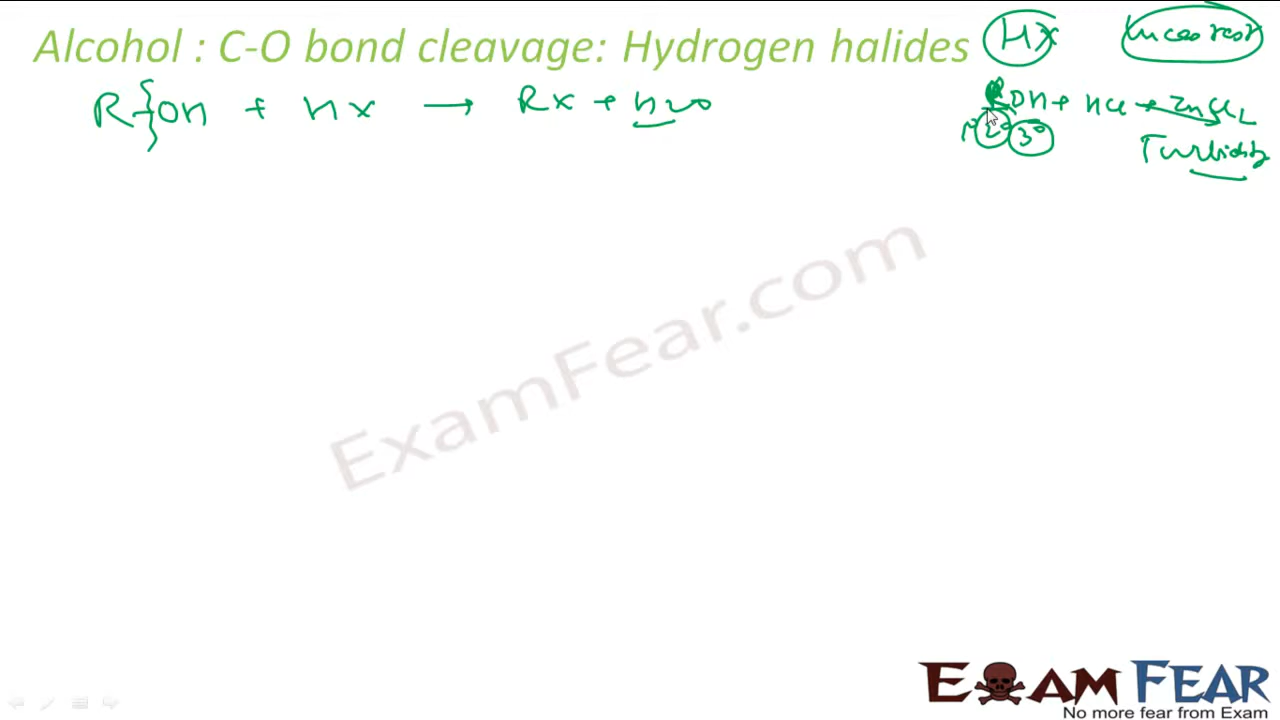 Alcohol : C-O bond cleavage: Hydrogen halides HX Lucas test
R-OH + HX → RX + H2O
ROH + HCl + ZnCl2
1° 2° 3° Turbidity
ExamFear.com
EXAM FEAR
No more fear from Exam